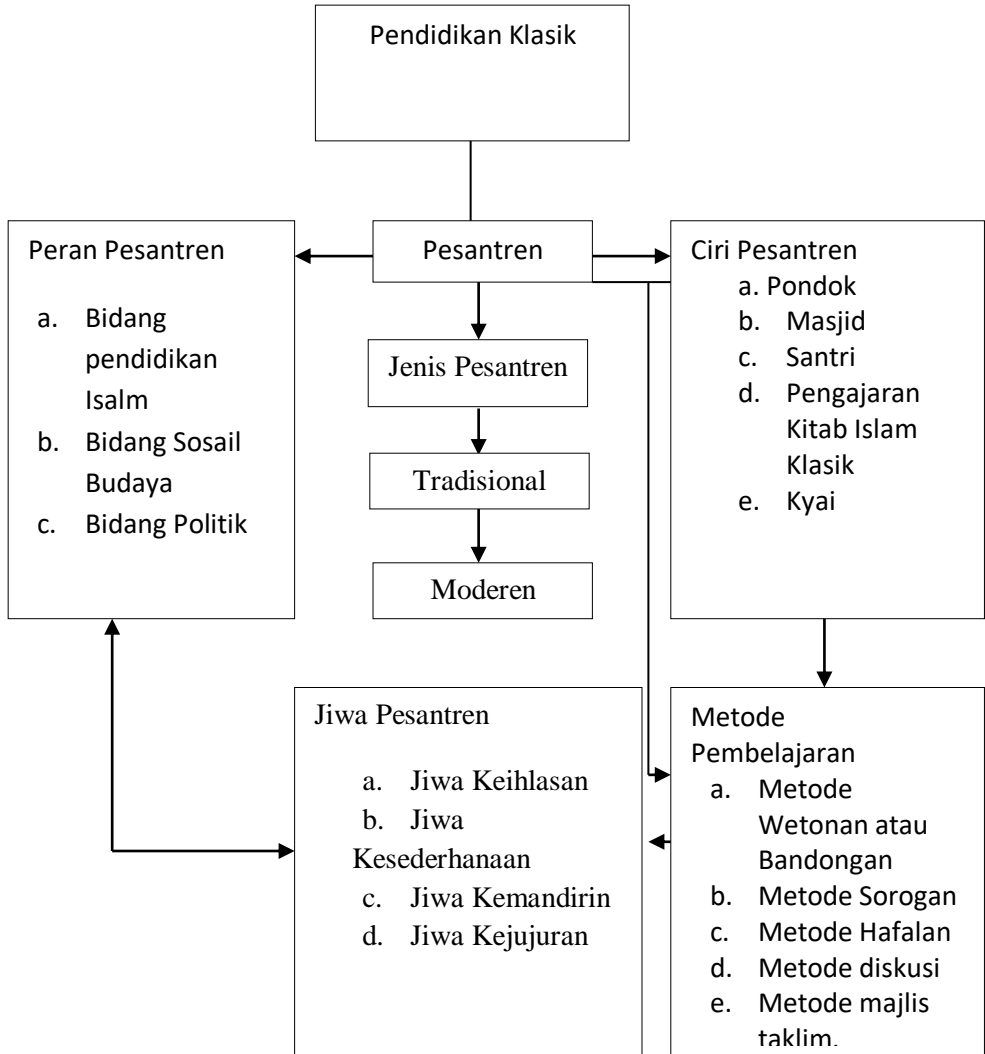 Pendidikan Klasik
Peran Pesantren
a. Bidang
pendidikan
Isalm
b. Bidang Sosail
Budaya
c. Bidang Politik
Pesantren
Jenis Pesantren
Tradisional
Moderen
Ciri Pesantren
a. Pondok
b. Masjid
c. Santri
d. Pengajaran
Kitab Islam
Klasik
e. Kyai
Jiwa Pesantren
a. Jiwa Keihlasan
b. Jiwa
Kesederhanaan
c. Jiwa Kemandirin
d. Jiwa Kejujuran
Metode
Pembelajaran
a. Metode
Wetonan atau
Bandongan
b. Metode Sorogan
c. Metode Hafalan
d. Metode diskusi
e. Metode majlis
taklim.